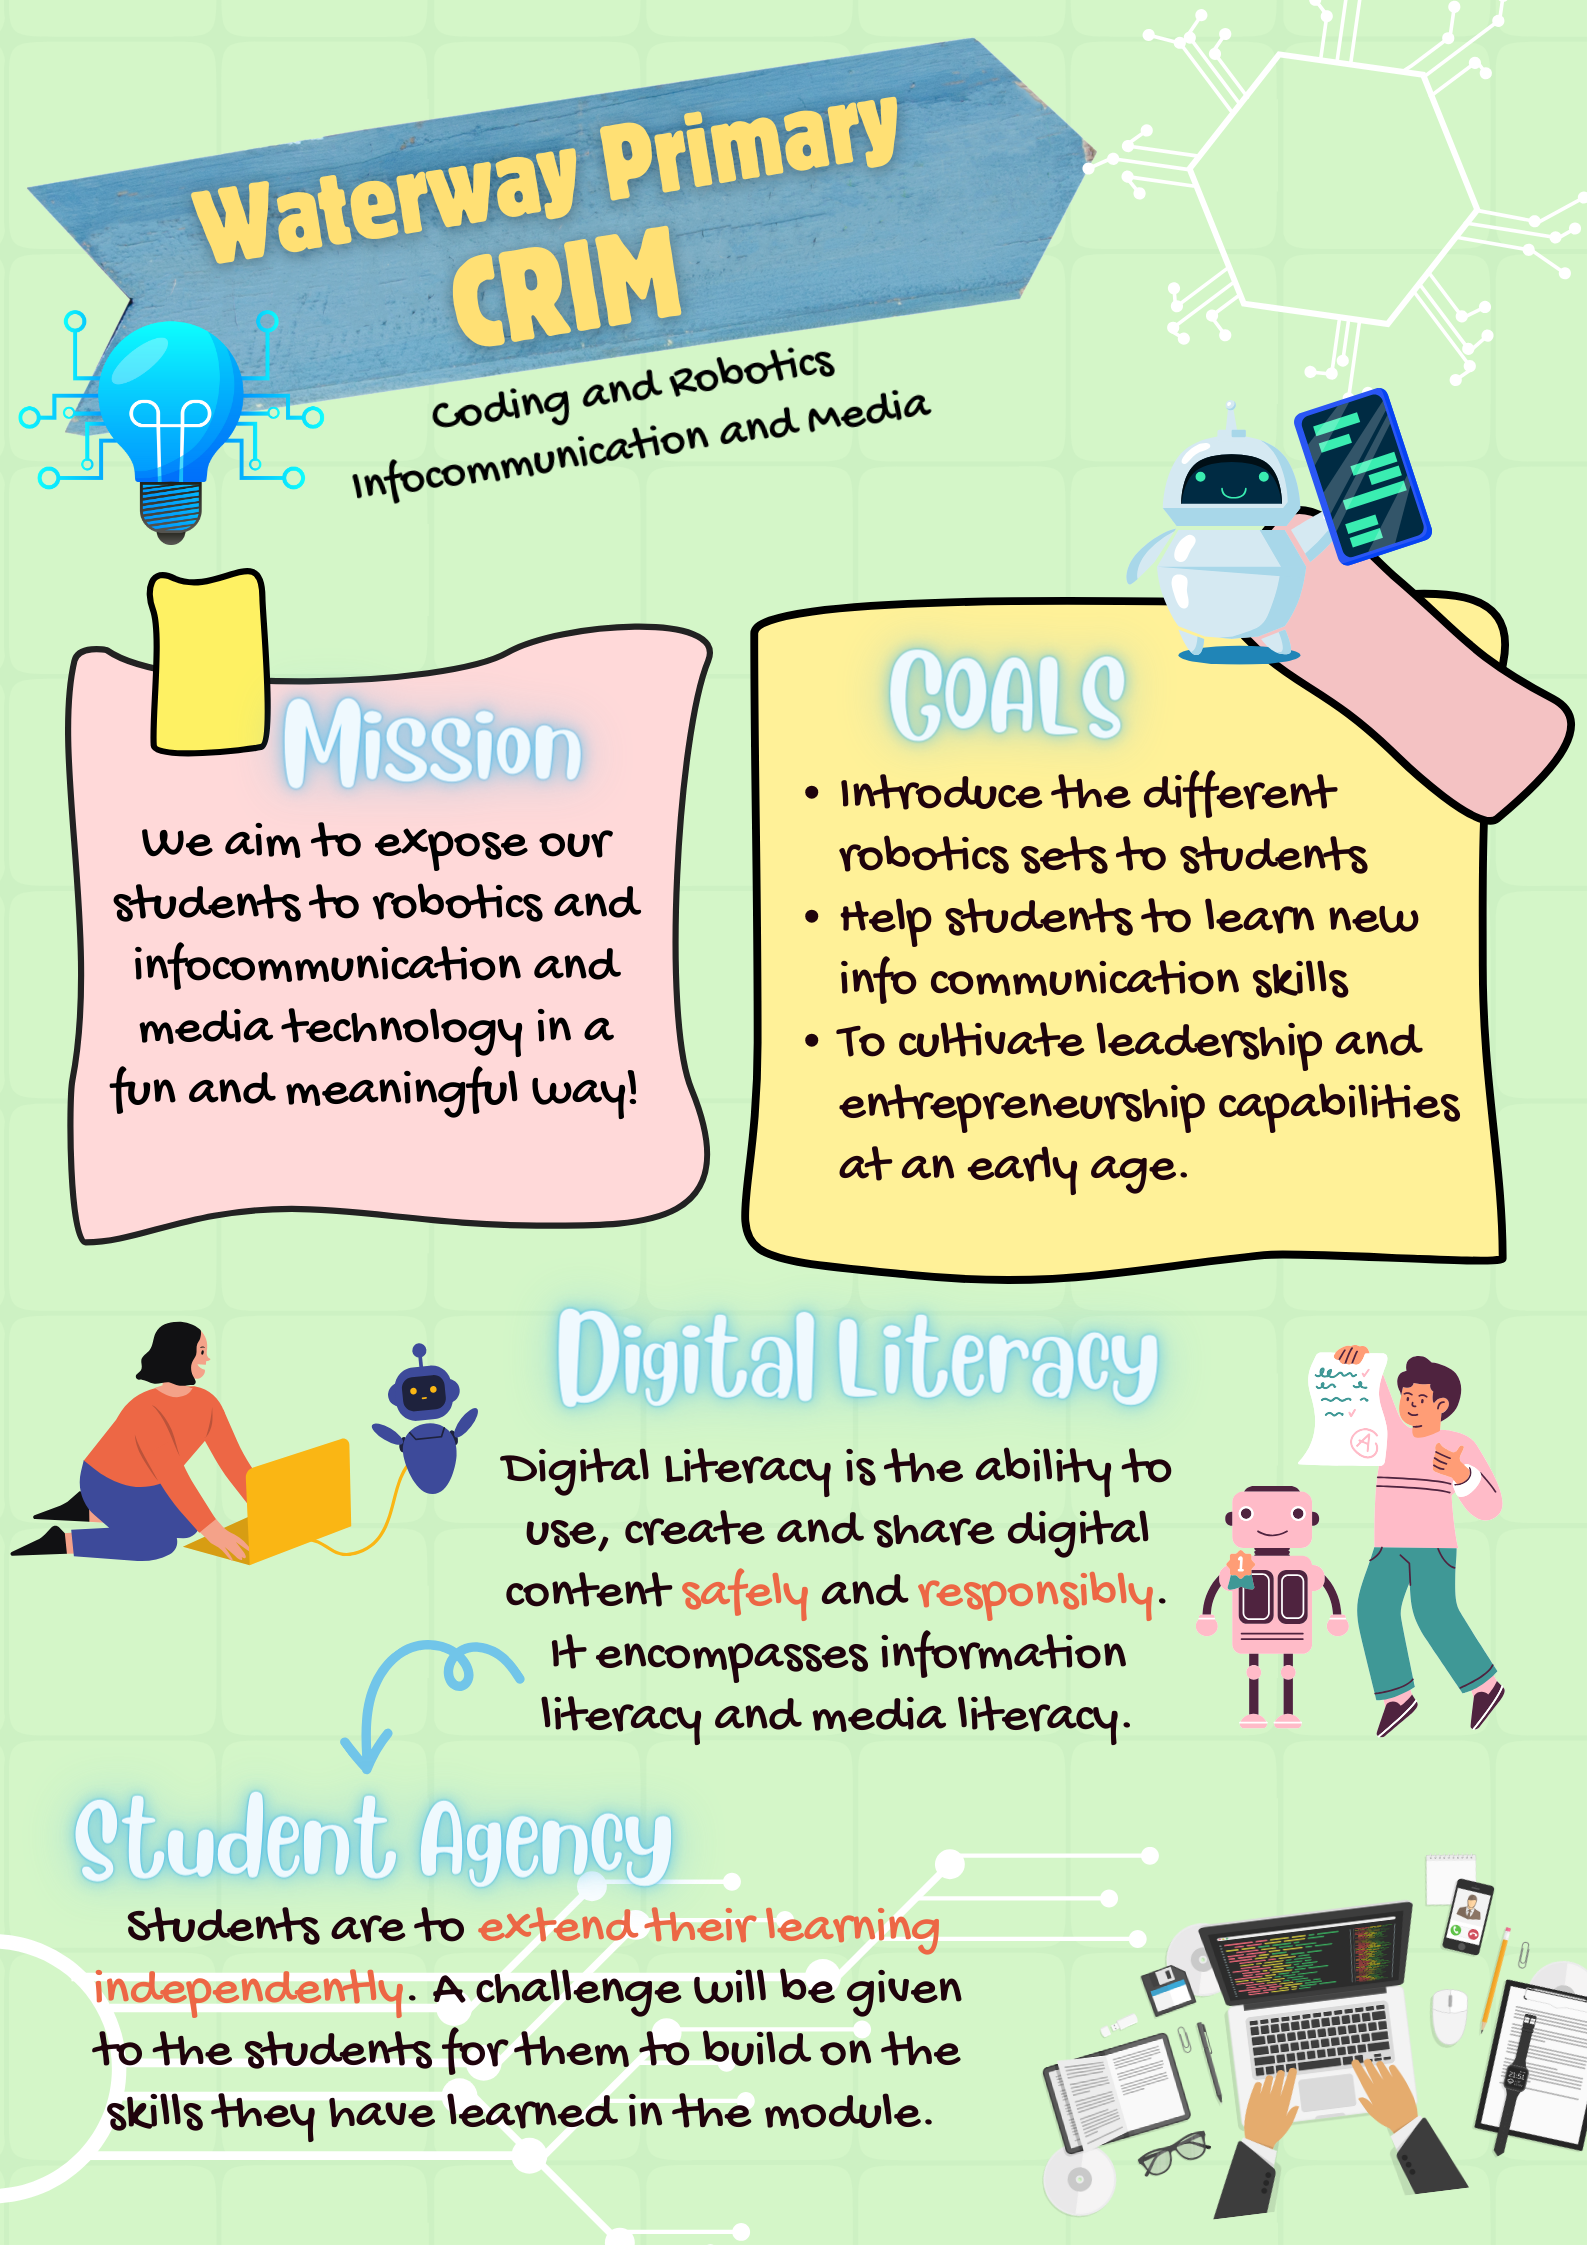 Waterway Primary
CRIM
Coding and Robotics
Infocommunication and Media
Mission
We aim to expose our
students to robotics and
infocommunication and
media technology in a
fun and meaningful way!
GOALS
• Introduce the different
robotics sets to students
• Help students to learn new
info communication skills
• To cultivate leadership and
entrepreneurship capabilities
at an early age.
Digital Literacy
Digital Literacy is the ability to
use, create and share digital
content safely and responsibly.
It encompasses information
literacy and media literacy.
A
1
Student Agency
Students are to extend their learning
independently. A challenge will be given
to the students for them to build on the
skills they have learned in the module.